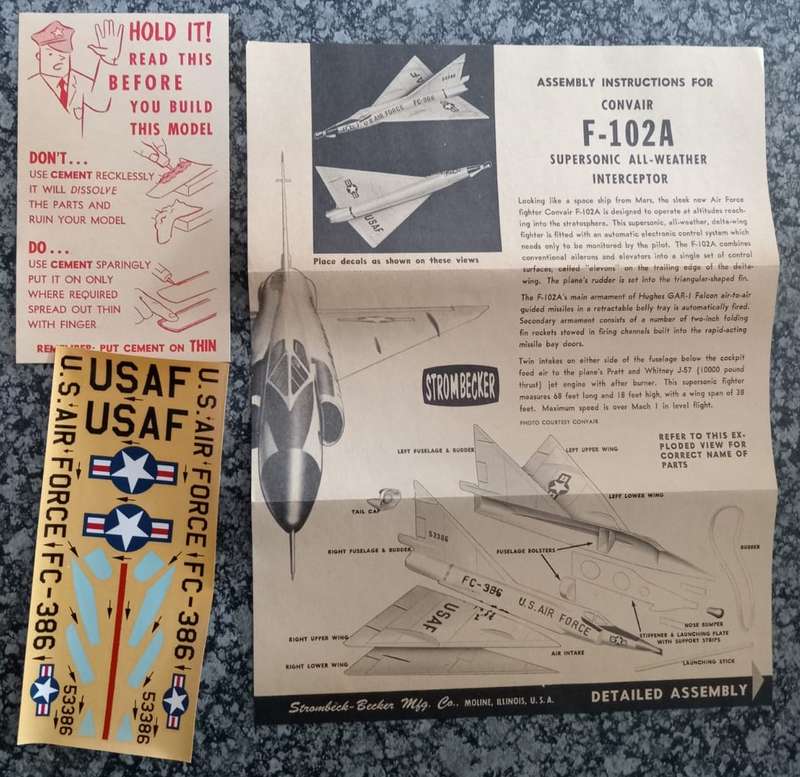 HOLD IT!
READ THIS
BEFORE
YOU BUILD
THIS MODEL
DON'T...
USE CEMENT RECKLESSLY
IT WILL DISSOLVE
THE PARTS AND
RUIN YOUR MODEL
DO...
USE CEMENT SPARINGLY
PUT IT ON ONLY
WHERE REQUIRED
SPREAD OUT THIN
WITH FINGER
REMEMBER: PUT CEMENT ON THIN
USAF
USAF
U.S. AIR FORCE
FC-386
U.S. AIR FORCE
FC-386
53386
53386
U.S. AIR FORCE FC-386
USAF
Place decals as shown on these views
ASSEMBLY INSTRUCTIONS FOR
CONVAIR
F-102A
SUPERSONIC ALL-WEATHER
INTERCEPTOR
Looking like a space ship from Mars, the sleek now Air Force
fighter Convair F-102A is designed to operate at altitudes reach-
ing into the stratosphere. This supersonic, all-weather, delta-wing
fighter is fitted with an automatic electronic control system which
needs only to be monitored by the pilot. The F-102A combines
conventional ailerons and elevators into a single set of control
surfaces, called "elevons" on the trailing edge of the delta-
wing. The plane's rudder is set into the triangular-shaped fin.
The F-102A's main armament of Hughes GAR-1 Falcon air-to-air
guided missiles in a retractable belly tray is automatically fired.
Secondary armament consists of a number of two-inch folding
fin rockets stowed in firing channels built into the rapid-acting
missile bay doors.
Twin intakes on either side of the fuselage below the cockpit
feed air to the plane's Pratt and Whitney J-57 (10000 pound
thrust) jet engine with after burner. This supersonic fighter
measures 68 feet long and 18 feet high, with a wing span of 38
feet. Maximum speed is over Mach 1 in level flight.
PHOTO COURTESY CONVAIR
STROMBECKER
REFER TO THIS EX-
PLODED VIEW FOR
CORRECT NAME OF
PARTS
LEFT FUSELAGE & RUDDER
LEFT UPPER WING
LEFT LOWER WING
TAIL CAP
53386
RIGHT FUSELAGE & RUDDER
FUSELAGE BOLSTERS
FC-386
U.S. AIR FORCE
USAF
NOSE BUMPER
STIFFENER & LAUNCHING PLATE
WITH SUPPORT STRIPS
RIGHT UPPER WING
AIR INTAKE
RIGHT LOWER WING
LAUNCHING STICK
Strombeck-Becker Mfg. Co., MOLINE, ILLINOIS, U. S. A.
DETAILED ASSEMBLY